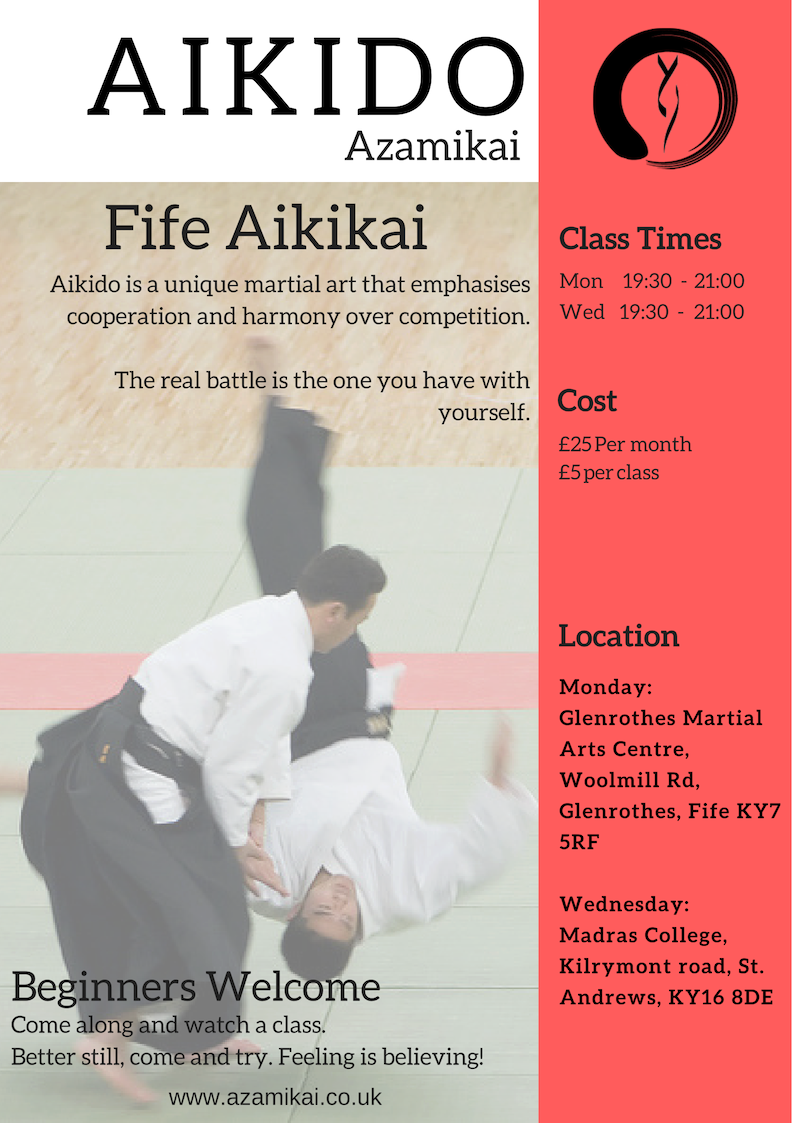 AIKIDO
Azamikai
Fife Aikikai
Aikido is a unique martial art that emphasises
cooperation and harmony over competition.
The real battle is the one you have with
yourself.
Beginners Welcome
Come along and watch a class.
Better still, come and try. Feeling is believing!
www.azamikai.co.uk
Class Times
Mon 19:30 - 21:00
Wed 19:30 - 21:00
Cost
£25 Per month
£5 per class
Location
Monday:
Glenrothes Martial
Arts Centre,
Woolmill Rd,
Glenrothes, Fife KY7
5RF
Wednesday:
Madras College,
Kilrymont road, St.
Andrews, KY16 8DE